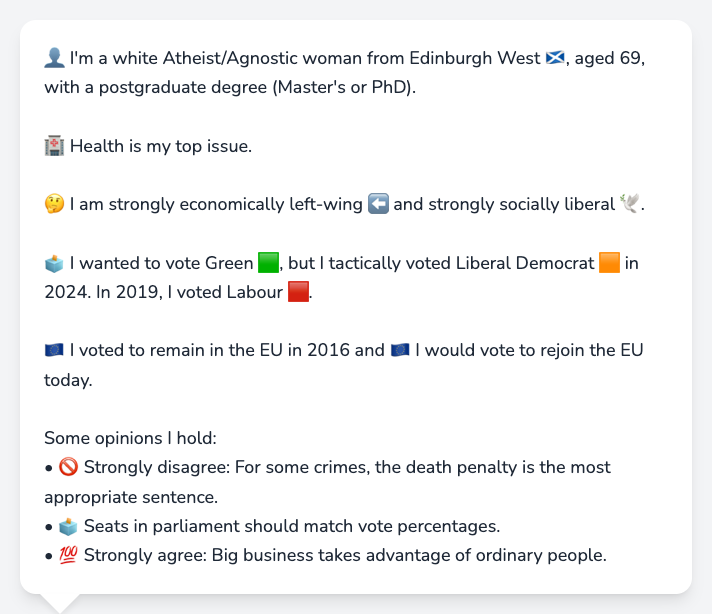 👤 I'm a white Atheist/Agnostic woman from Edinburgh West 🏴󠁧󠁢󠁳󠁣󠁴󠁿, aged 69,
with a postgraduate degree (Master's or PhD).
🏥 Health is my top issue.
🤔 I am strongly economically left-wing ⬅️ and strongly socially liberal 🕊️.
🗳️ I wanted to vote Green 🟩, but I tactically voted Liberal Democrat 🟧 in
2024. In 2019, I voted Labour 🟥.
🇪🇺 I voted to remain in the EU in 2016 and 🇪🇺 I would vote to rejoin the EU
today.
Some opinions I hold:
• 🚫 Strongly disagree: For some crimes, the death penalty is the most
appropriate sentence.
• 🗳️ Seats in parliament should match vote percentages.
• 💯 Strongly agree: Big business takes advantage of ordinary people.